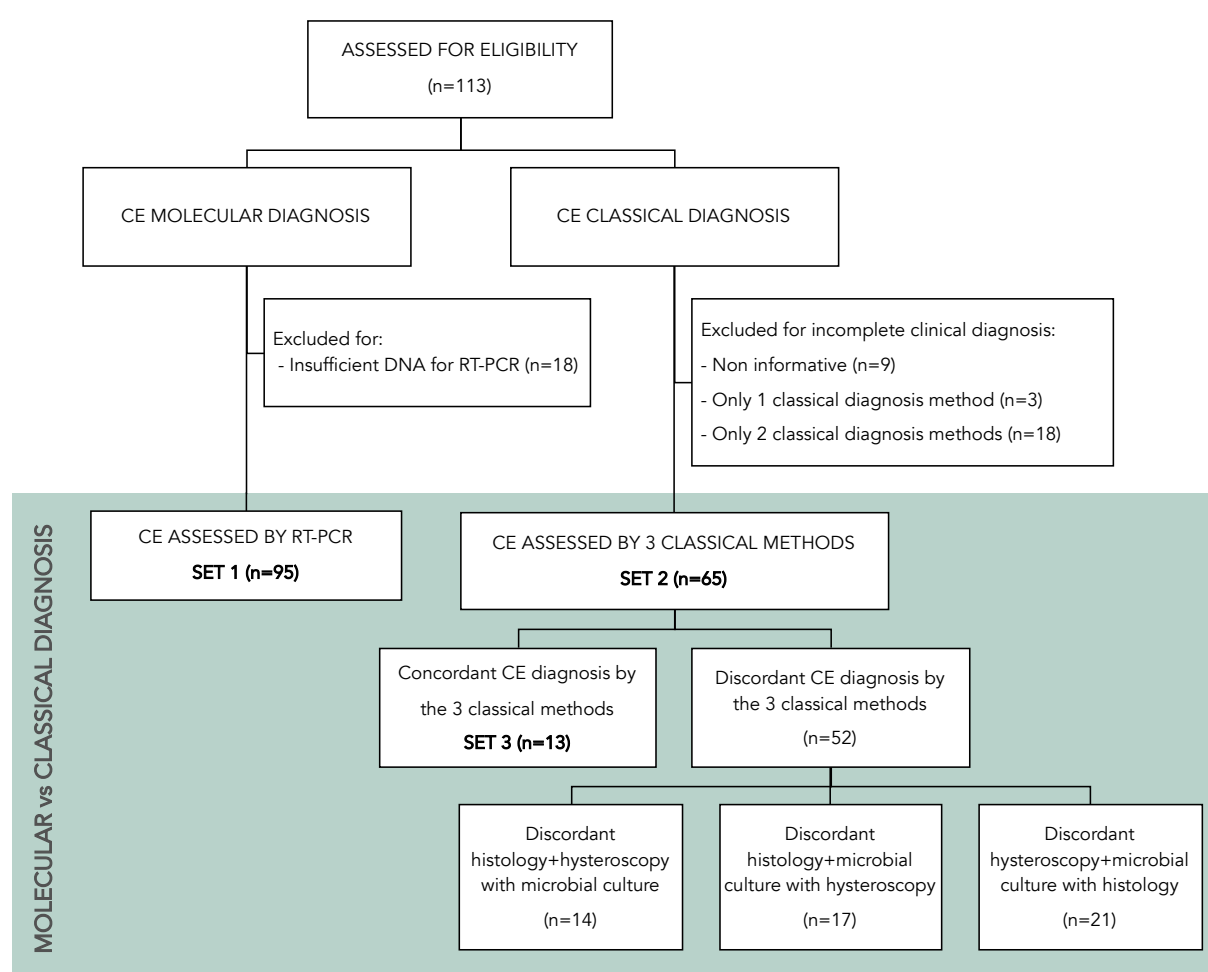 ASSESSED FOR ELIGIBILITY
(n=113)
CE MOLECULAR DIAGNOSIS
CE CLASSICAL DIAGNOSIS
Excluded for:
- Insufficient DNA for RT-PCR (n=18)
Excluded for incomplete clinical diagnosis:
- Non informative (n=9)
- Only 1 classical diagnosis method (n=3)
- Only 2 classical diagnosis methods (n=18)
MOLECULAR vs CLASSICAL DIAGNOSIS
CE ASSESSED BY RT-PCR
SET 1 (n=95)
CE ASSESSED BY 3 CLASSICAL METHODS
SET 2 (n=65)
Concordant CE diagnosis by
the 3 classical methods
SET 3 (n=13)
Discordant CE diagnosis by
the 3 classical methods
(n=52)
Discordant
histology+hysteroscopy
with microbial culture
(n=14)
Discordant
histology+microbial
culture with hysteroscopy
(n=17)
Discordant
hysteroscopy+microbial
culture with histology
(n=21)